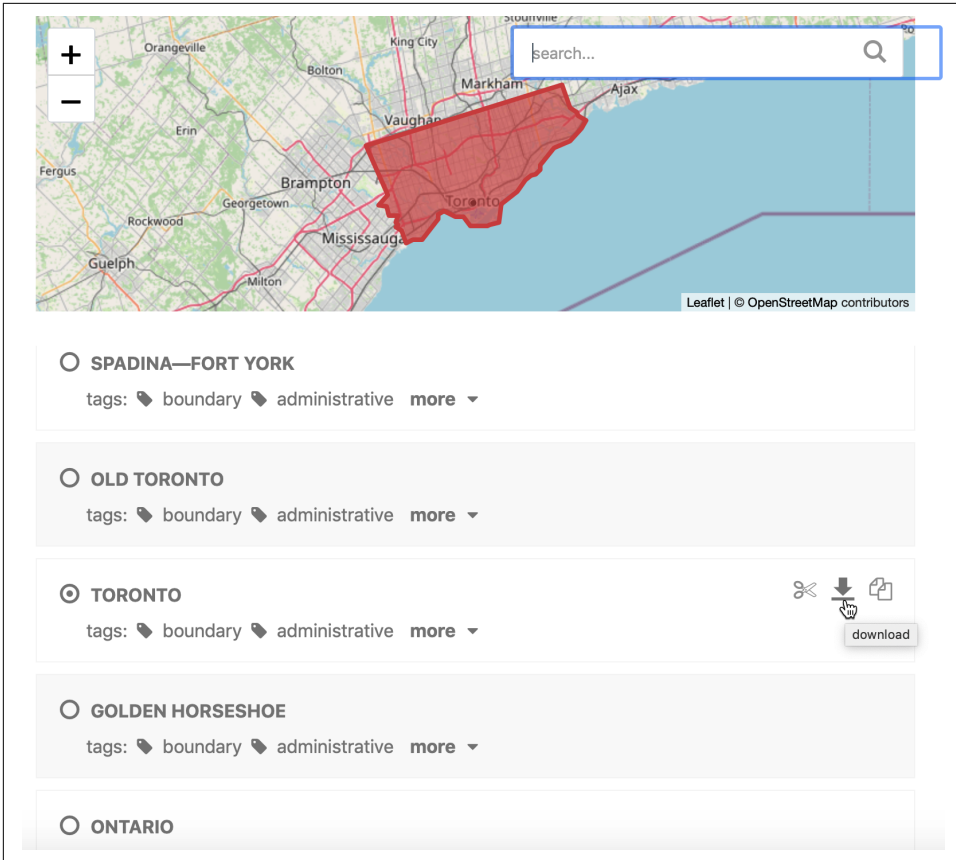 Stouffville
+
Orangeville
King City
search...
Bolton
Markham
Ajax
−
Vaughan
Erin
Fergus
Brampton
Georgetown
Toronto
Rockwood
Mississauga
Guelph
Milton
Leaflet | © OpenStreetMap contributors
SPADINA—FORT YORK
tags: boundary administrative more
OLD TORONTO
tags: boundary administrative more
TORONTO
tags: boundary administrative more
download
GOLDEN HORSESHOE
tags: boundary administrative more
ONTARIO